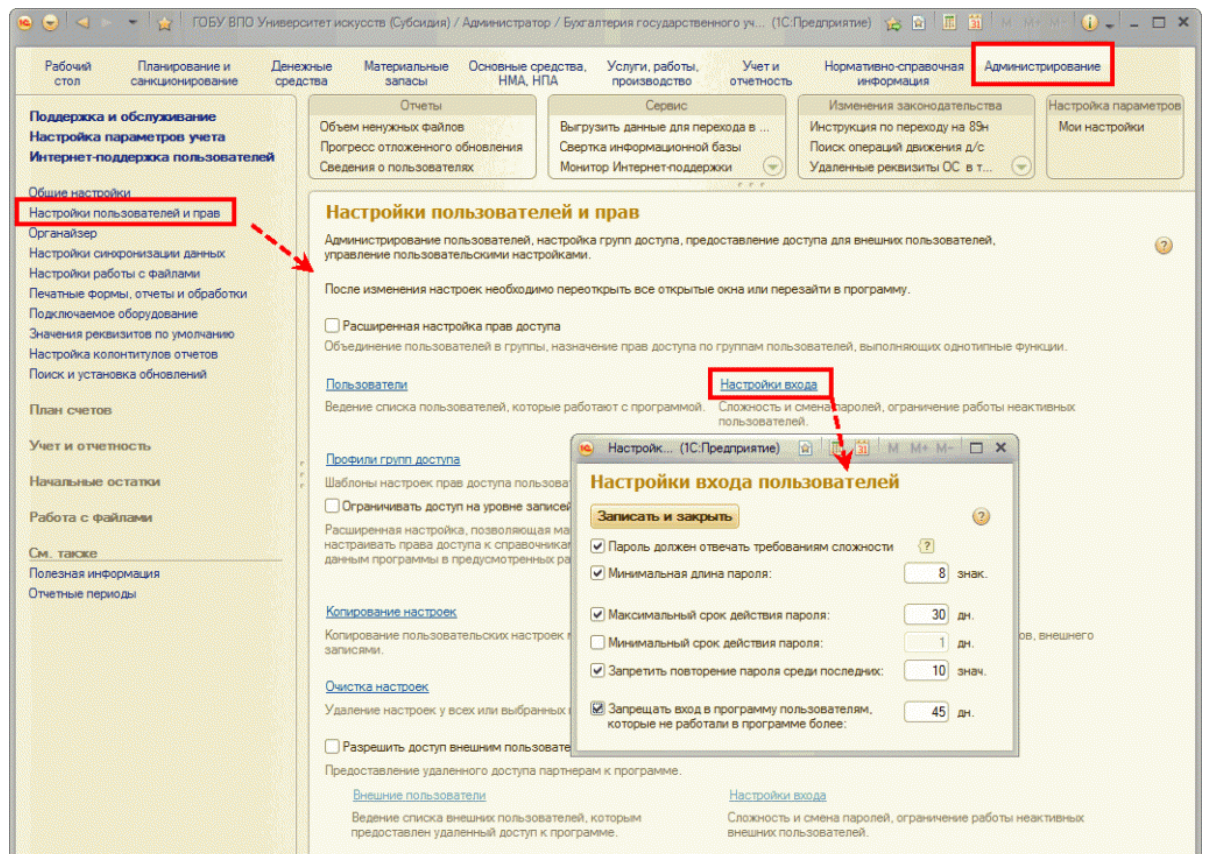 ГОБУ ВПО Университет искусств (Субсидия) / Администратор / Бухгалтерия государственного уч... (1С:Предприятие)
M M+ M-
Рабочий стол
Планирование и санкционирование
Денежные средства
Материальные запасы
Основные средства, НМА, НПА
Услуги, работы, производство
Учет и отчетность
Нормативно-справочная информация
Администрирование
Поддержка и обслуживание
Настройка параметров учета
Интернет-поддержка пользователей
Общие настройки
Настройки пользователей и прав
Органайзер
Настройки синхронизации данных
Настройки работы с файлами
Печатные формы, отчеты и обработки
Подключаемое оборудование
Значения реквизитов по умолчанию
Настройка колонтитулов отчетов
Поиск и установка обновлений
План счетов
Учет и отчетность
Начальные остатки
Работа с файлами
См. также
Полезная информация
Отчетные периоды
Отчеты
Объем ненужных файлов
Прогресс отложенного обновления
Сведения о пользователях
Сервис
Выгрузить данные для перехода в ...
Свертка информационной базы
Монитор Интернет-поддержки
Изменения законодательства
Инструкция по переходу на 89н
Поиск операций движения д/с
Удаленные реквизиты ОС в т...
Настройка параметров
Мои настройки
Настройки пользователей и прав
Администрирование пользователей, настройка групп доступа, предоставление доступа для внешних пользователей,
управление пользовательскими настройками.
После изменения настроек необходимо переоткрыть все открытые окна или перезайти в программу.
Расширенная настройка прав доступа
Объединение пользователей в группы, назначение прав доступа по группам пользователей, выполняющих однотипные функции.
Пользователи
Ведение списка пользователей, которые работают с программой.
Настройки входа
Сложность и смена паролей, ограничение работы неактивных
пользователей.
Профили групп доступа
Шаблоны настроек прав доступа пользова
Ограничивать доступ на уровне записей
Расширенная настройка, позволяющая ма
настраивать права доступа к справочникам
данным программы в предусмотренных ра
Копирование настроек
Копирование пользовательских настроек
ов, внешнего
записями.
Очистка настроек
Удаление настроек у всех или выбранных
Разрешить доступ внешним пользовате
Предоставление удаленного доступа партнерам к программе.
Внешние пользователи
Ведение списка внешних пользователей, которым
предоставлен удаленный доступ к программе.
Настройки входа
Сложность и смена паролей, ограничение работы неактивных
внешних пользователей.
Настройк... (1С:Предприятие)
M M+ M-
Настройки входа пользователей
Записать и закрыть
Пароль должен отвечать требованиям сложности
Минимальная длина пароля: 8 знак.
Максимальный срок действия пароля: 30 дн.
Минимальный срок действия пароля: 1 дн.
Запретить повторение пароля среди последних: 10 знач.
Запрещать вход в программу пользователям,
которые не работали в программе более: 45 дн.